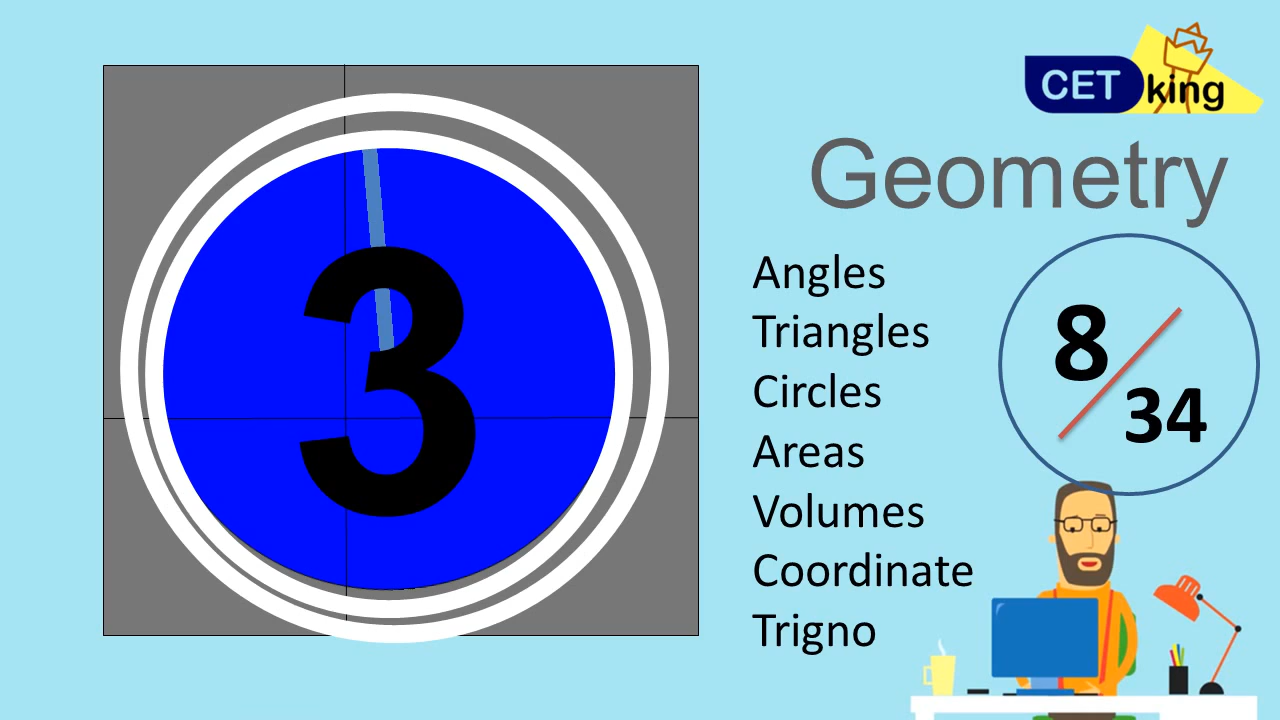 CET king
Geometry
3
Angles
Triangles
Circles
Areas
Volumes
Coordinate
Trigno
8/34